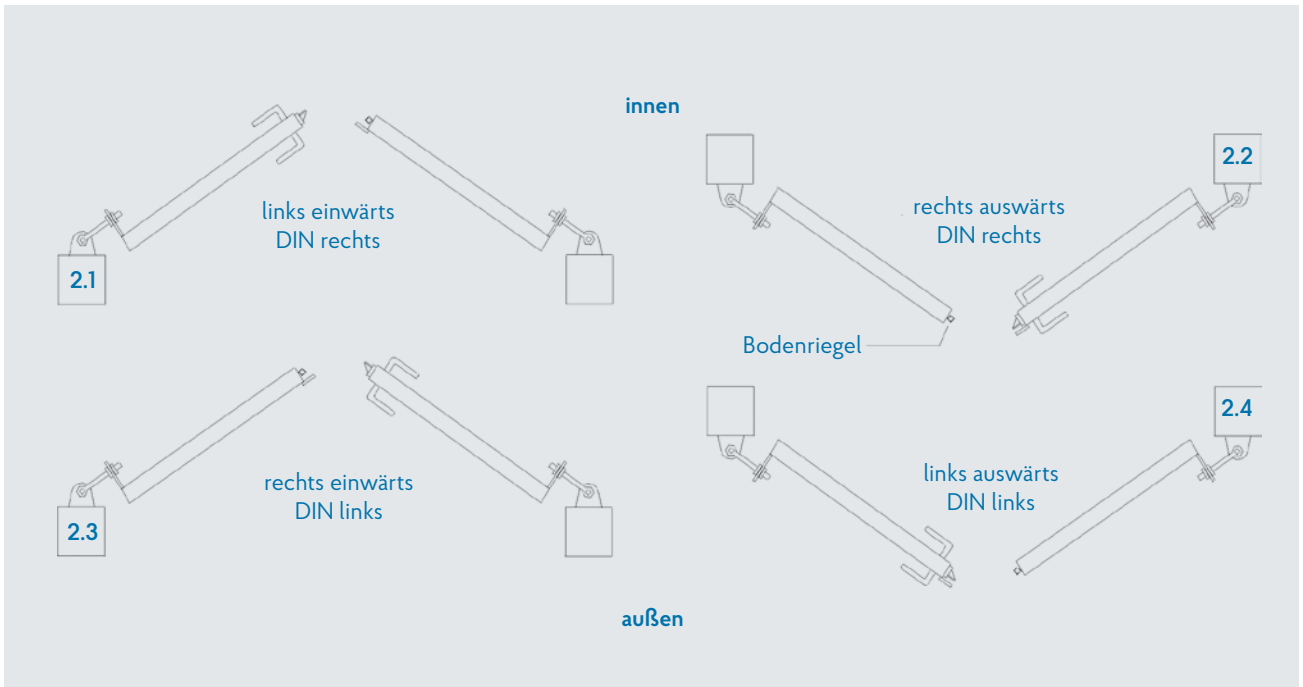 innen
2.1
links einwärts
DIN rechts
2.2
rechts auswärts
DIN rechts
Bodenriegel
2.3
rechts einwärts
DIN links
2.4
links auswärts
DIN links
außen